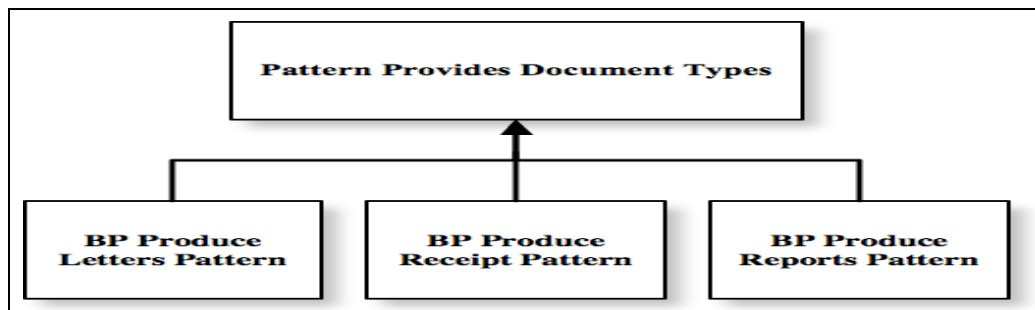 Pattern Provides Document Types
BP Produce
Letters Pattern
BP Produce
Receipt Pattern
BP Produce
Reports Pattern